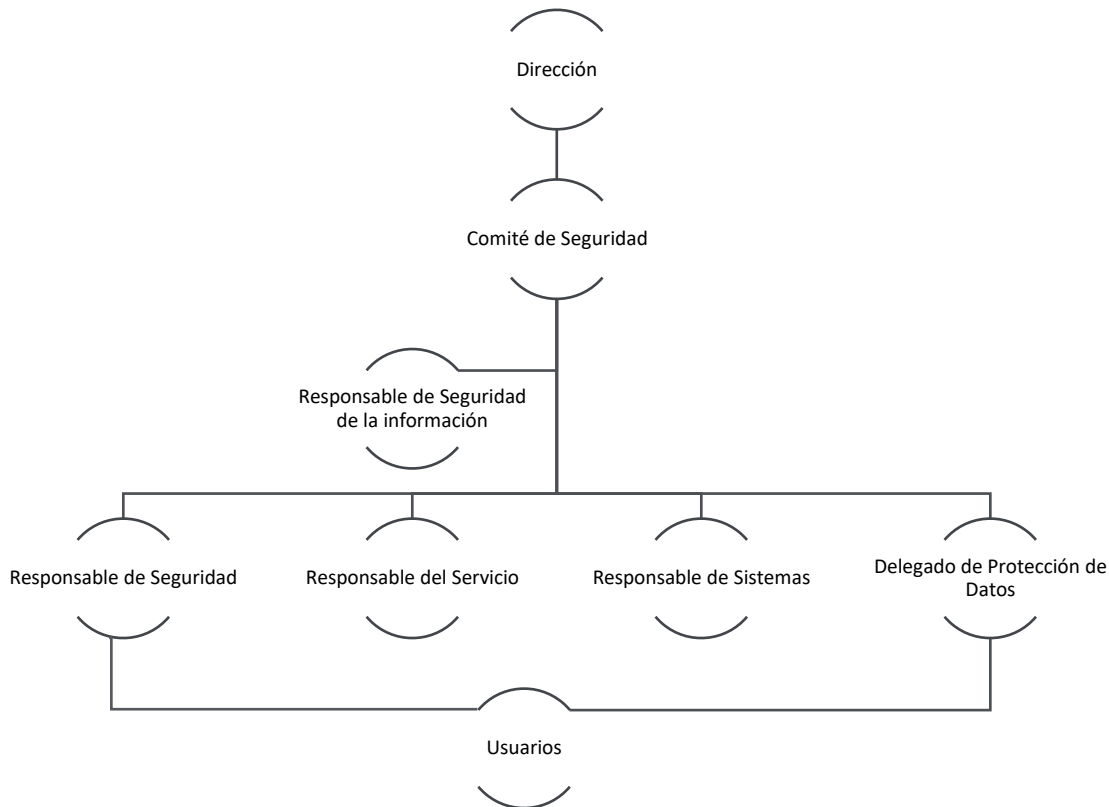 Dirección
Comité de Seguridad
Responsable de Seguridad
de la información
Responsable de Seguridad
Responsable del Servicio
Responsable de Sistemas
Delegado de Protección de
Datos
Usuarios